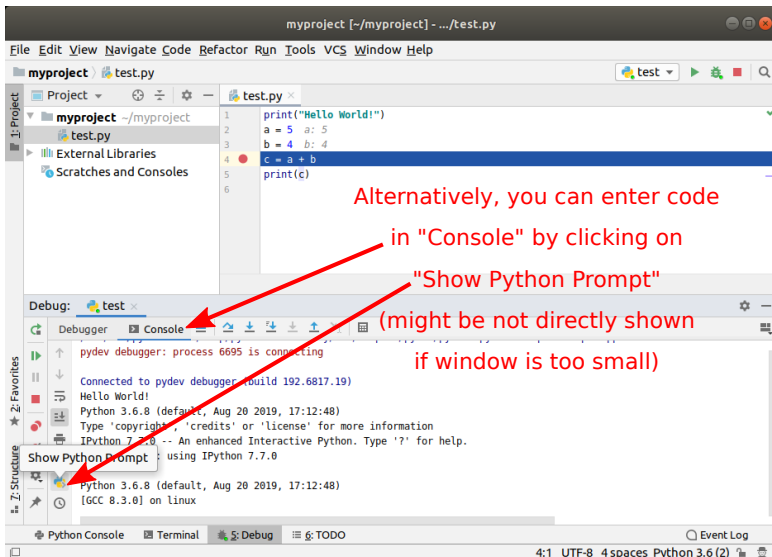 myproject [~/myproject] - .../test.py
File Edit View Navigate Code Refactor Run Tools VCS Window Help
myproject test.py test
1: Project
Project
test.py
myproject ~/myproject
test.py
External Libraries
Scratches and Consoles
1 print("Hello World!")
2 a = 5 a: 5
3 b = 4 b: 4
4 c = a + b
5 print(c)
6
Alternatively, you can enter code
in "Console" by clicking on
"Show Python Prompt"
(might be not directly shown
if window is too small)
Debug: test
Debugger Console
pydev debugger: process 6695 is connecting
Connected to pydev debugger (build 192.6817.19)
Hello World!
Python 3.6.8 (default, Aug 20 2019, 17:12:48)
Type 'copyright', 'credits' or 'license' for more information
IPython 7.7.0 -- An enhanced Interactive Python. Type '?' for help.
using IPython 7.7.0
Python 3.6.8 (default, Aug 20 2019, 17:12:48)
[GCC 8.3.0] on linux
Show Python Prompt
2: Favorites
7: Structure
Python Console Terminal 5: Debug 6: TODO Event Log
4:1 UTF-8 4 spaces Python 3.6 (2)